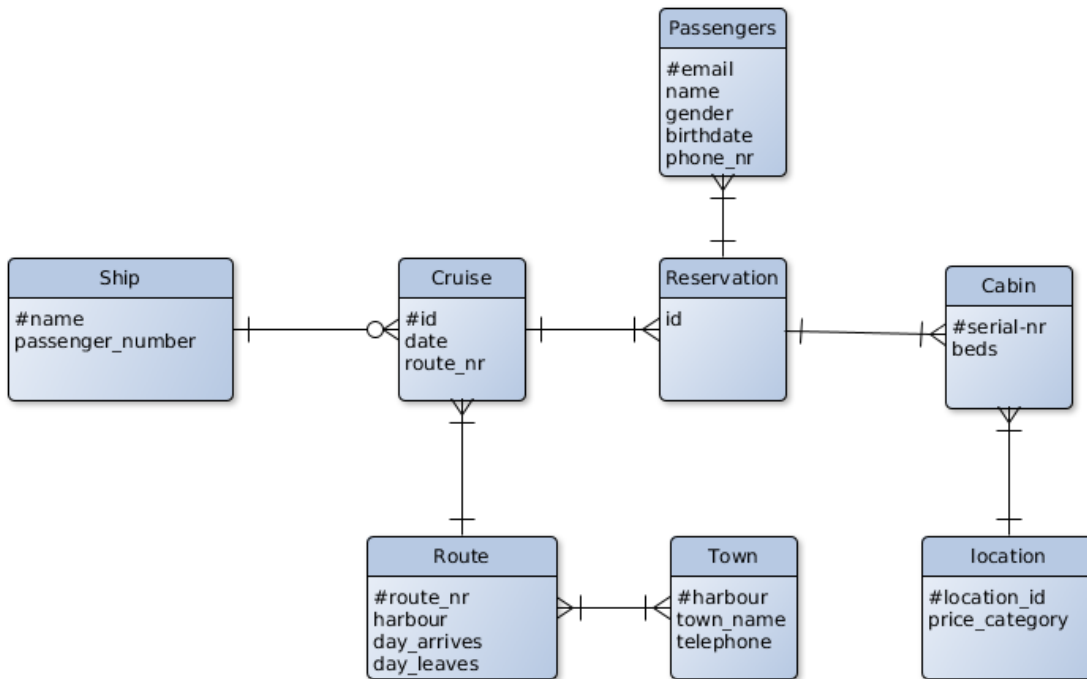 Passengers
#email
name
gender
birthdate
phone_nr
Ship
#name
passenger_number
Cruise
#id
date
route_nr
Reservation
id
Cabin
#serial-nr
beds
Route
#route_nr
harbour
day_arrives
day_leaves
Town
#harbour
town_name
telephone
location
#location_id
price_category